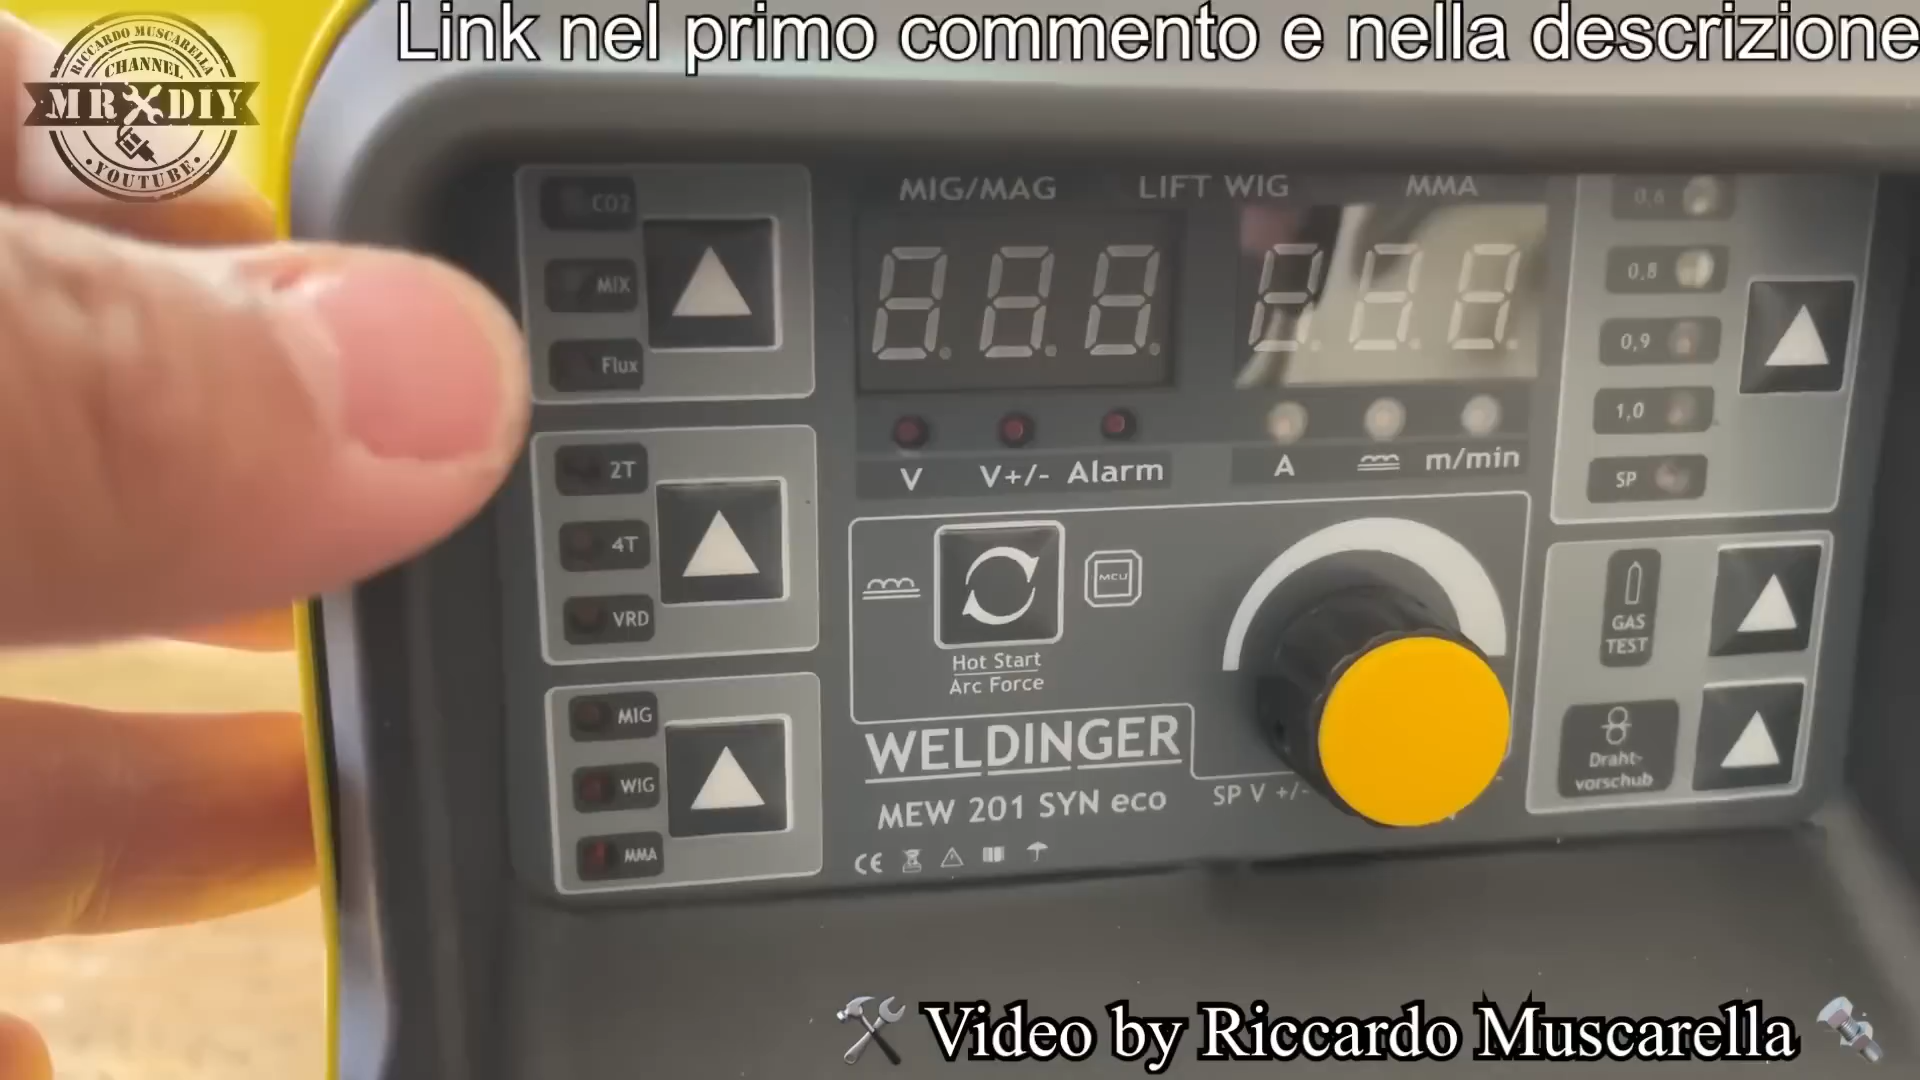 Link nel primo commento e nella descrizione
RICCARDO MUSCARELLA
CHANNEL
MR DIY
YOUTUBE
MIG/MAG LIFT WIG MMA
CO2
MIX
Flux
0,6
0,8
0,9
1,0
SP
V V+/- Alarm
A m/min
2T
4T
VRD
MCU
Hot Start
Arc Force
GAS
TEST
MIG
WIG
MMA
WELDINGER
MEW 201 SYN eco
SP V +/-
Draht-
vorschub
CE
Video by Riccardo Muscarella